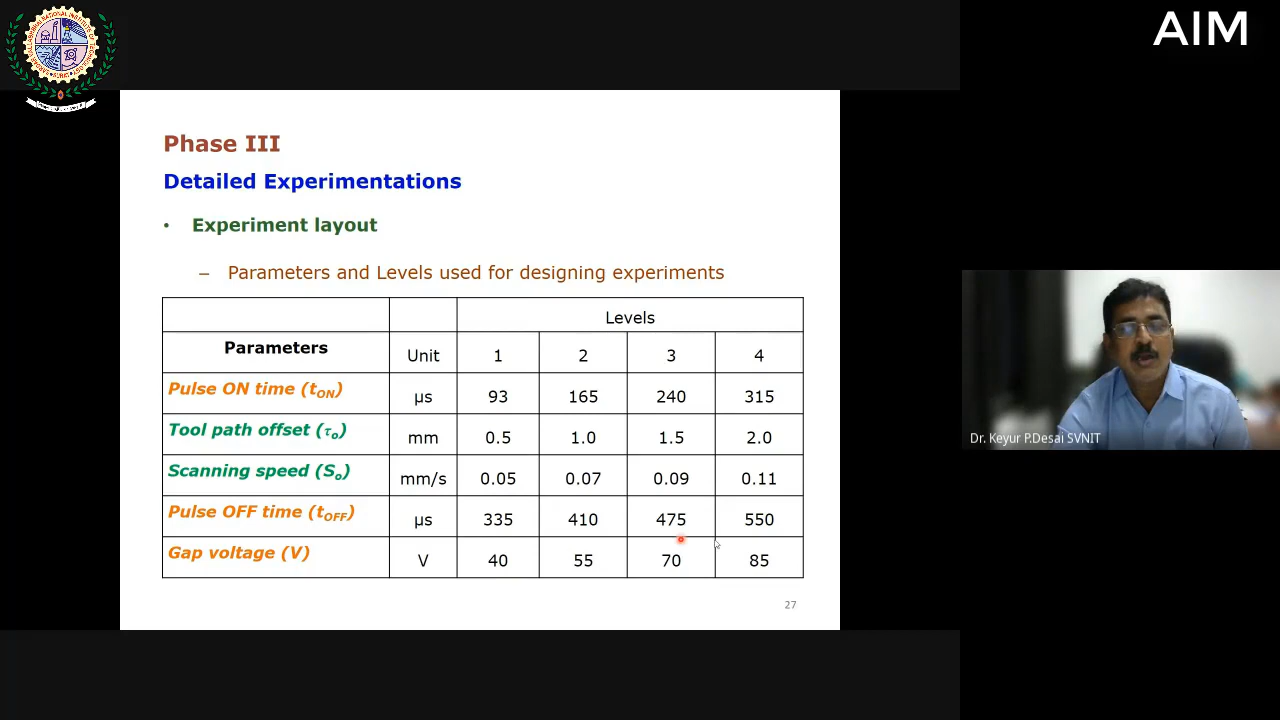 AIM
Phase III
Detailed Experimentations
• Experiment layout
– Parameters and Levels used for designing experiments
Levels
Parameters Unit 1 2 3 4
Pulse ON time (tON) µs 93 165 240 315
Tool path offset (τo) mm 0.5 1.0 1.5 2.0
Scanning speed (So) mm/s 0.05 0.07 0.09 0.11
Pulse OFF time (tOFF) µs 335 410 475 550
Gap voltage (V) V 40 55 70 85
27
Dr. Keyur P.Desai SVNIT